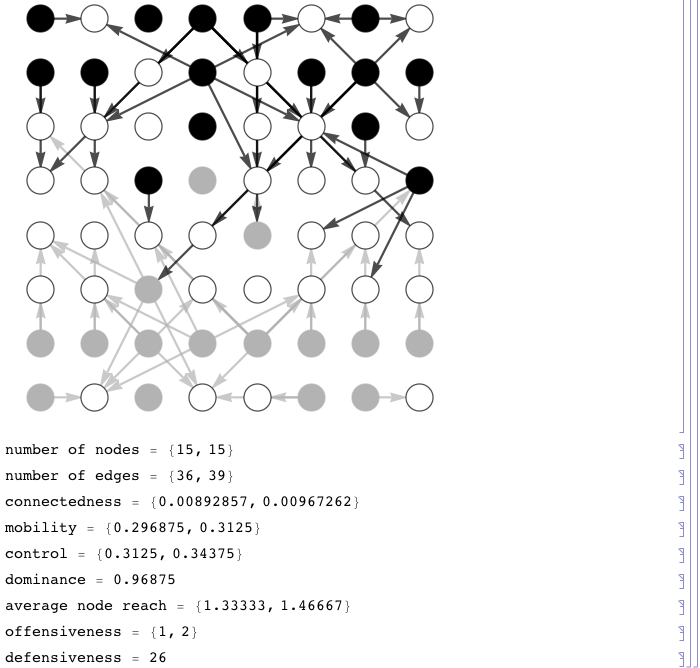 number of nodes = {15, 15}
number of edges = {36, 39}
connectedness = {0.00892857, 0.00967262}
mobility = {0.296875, 0.3125}
control = {0.3125, 0.34375}
dominance = 0.96875
average node reach = {1.33333, 1.46667}
offensiveness = {1, 2}
defensiveness = 26